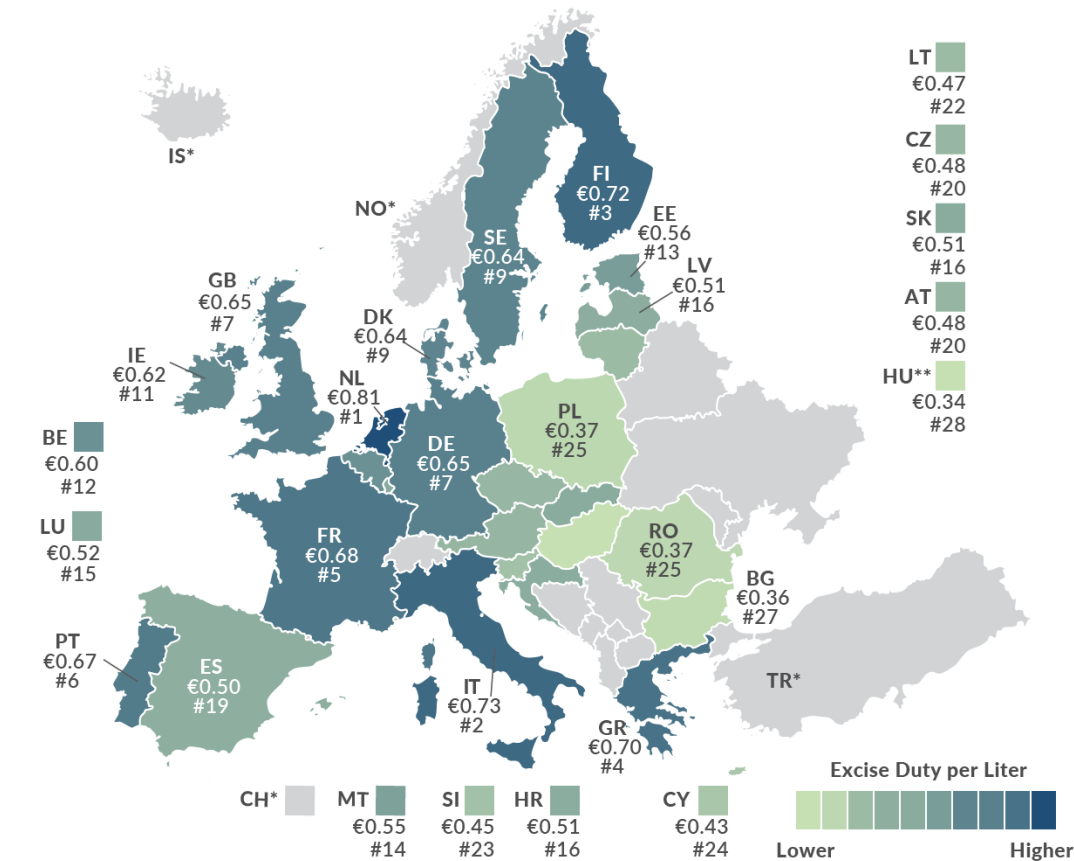 IS*
NO*
FI
€0.72
#3
SE
€0.64
#9
EE
€0.56
#13
LV
€0.51
#16
LT
€0.47
#22
CZ
€0.48
#20
SK
€0.51
#16
AT
€0.48
#20
HU**
€0.34
#28
GB
€0.65
#7
DK
€0.64
#9
IE
€0.62
#11
NL
€0.81
#1
BE
€0.60
#12
DE
€0.65
#7
PL
€0.37
#25
LU
€0.52
#15
FR
€0.68
#5
RO
€0.37
#25
BG
€0.36
#27
PT
€0.67
#6
ES
€0.50
#19
IT
€0.73
#2
GR
€0.70
#4
TR*
CH*
MT
€0.55
#14
SI
€0.45
#23
HR
€0.51
#16
CY
€0.43
#24
Excise Duty per Liter
Lower
Higher